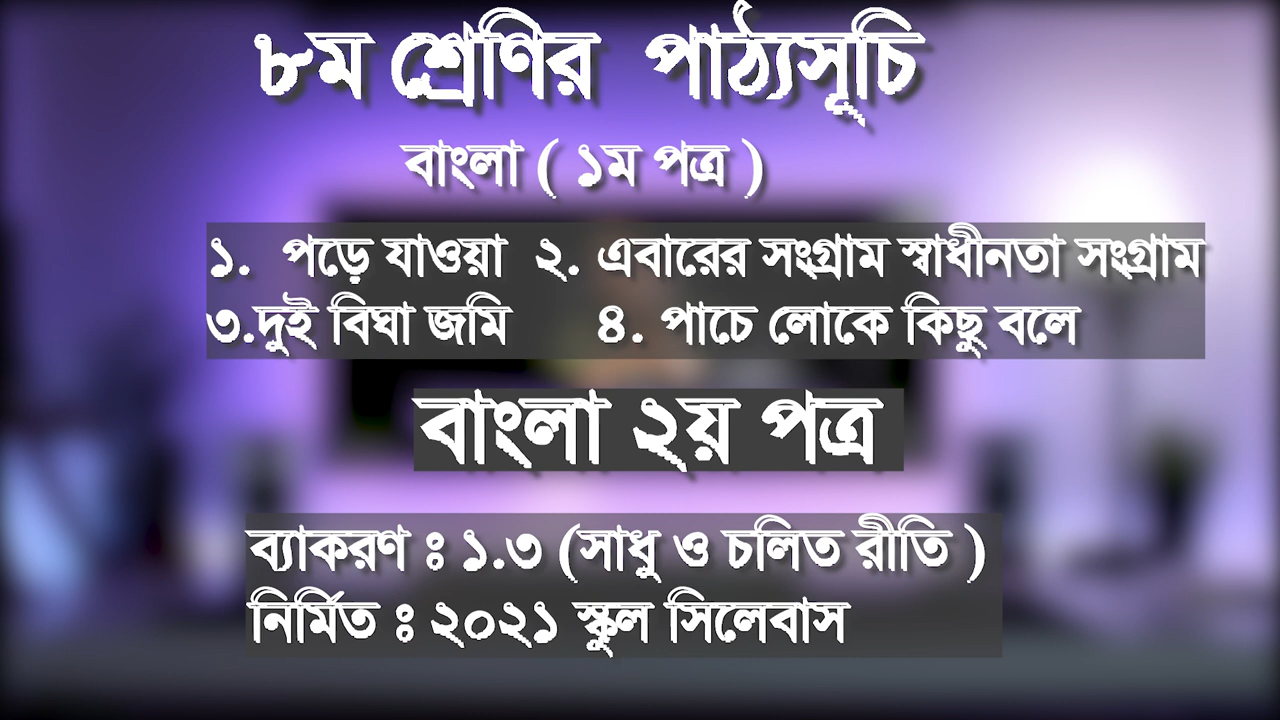 ৮ম শ্রেণির পাঠ্যসূচি
বাংলা ( ১ম পত্র )
১. পড়ে যাওয়া ২. এবারের সংগ্রাম স্বাধীনতা সংগ্রাম
৩.দুই বিঘা জমি ৪. পাচে লোকে কিছু বলে
বাংলা ২য় পত্র
ব্যাকরণ ঃ ১.৩ (সাধু ও চলিত রীতি )
নির্মিত ঃ ২০২১ স্কুল সিলেবাস